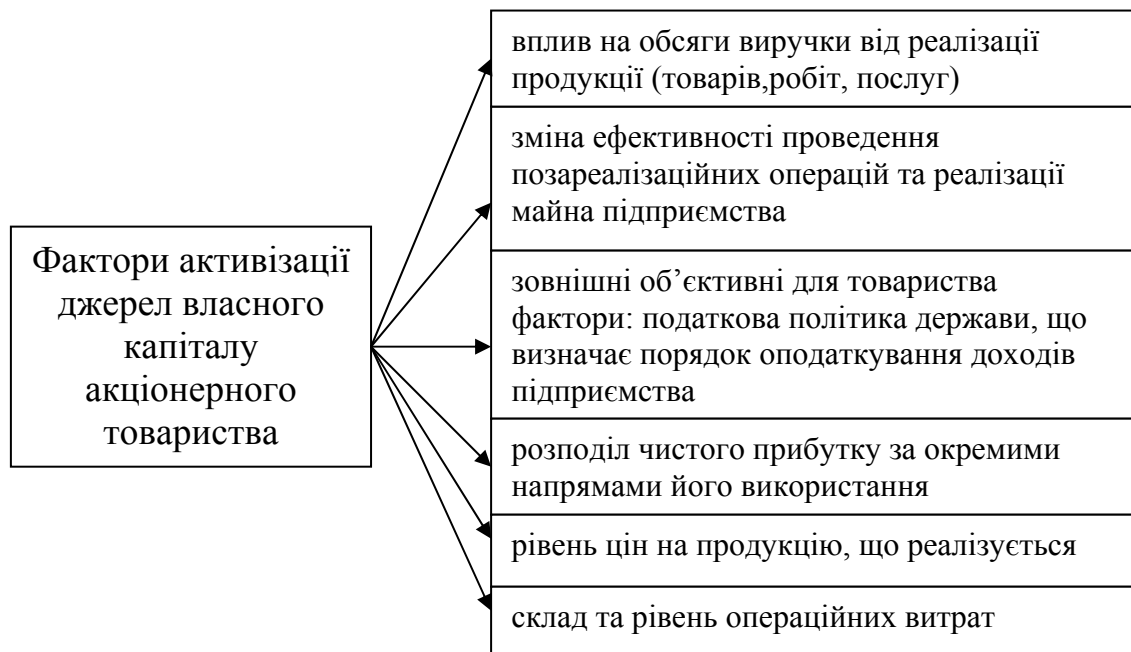 Фактори активізації
джерел власного
капіталу
акціонерного
товариства
вплив на обсяги виручки від реалізації
продукції (товарів,робіт, послуг)
зміна ефективності проведення
позареалізаційних операцій та реалізації
майна підприємства
зовнішні об’єктивні для товариства
фактори: податкова політика держави, що
визначає порядок оподаткування доходів
підприємства
розподіл чистого прибутку за окремими
напрямами його використання
рівень цін на продукцію, що реалізується
склад та рівень операційних витрат